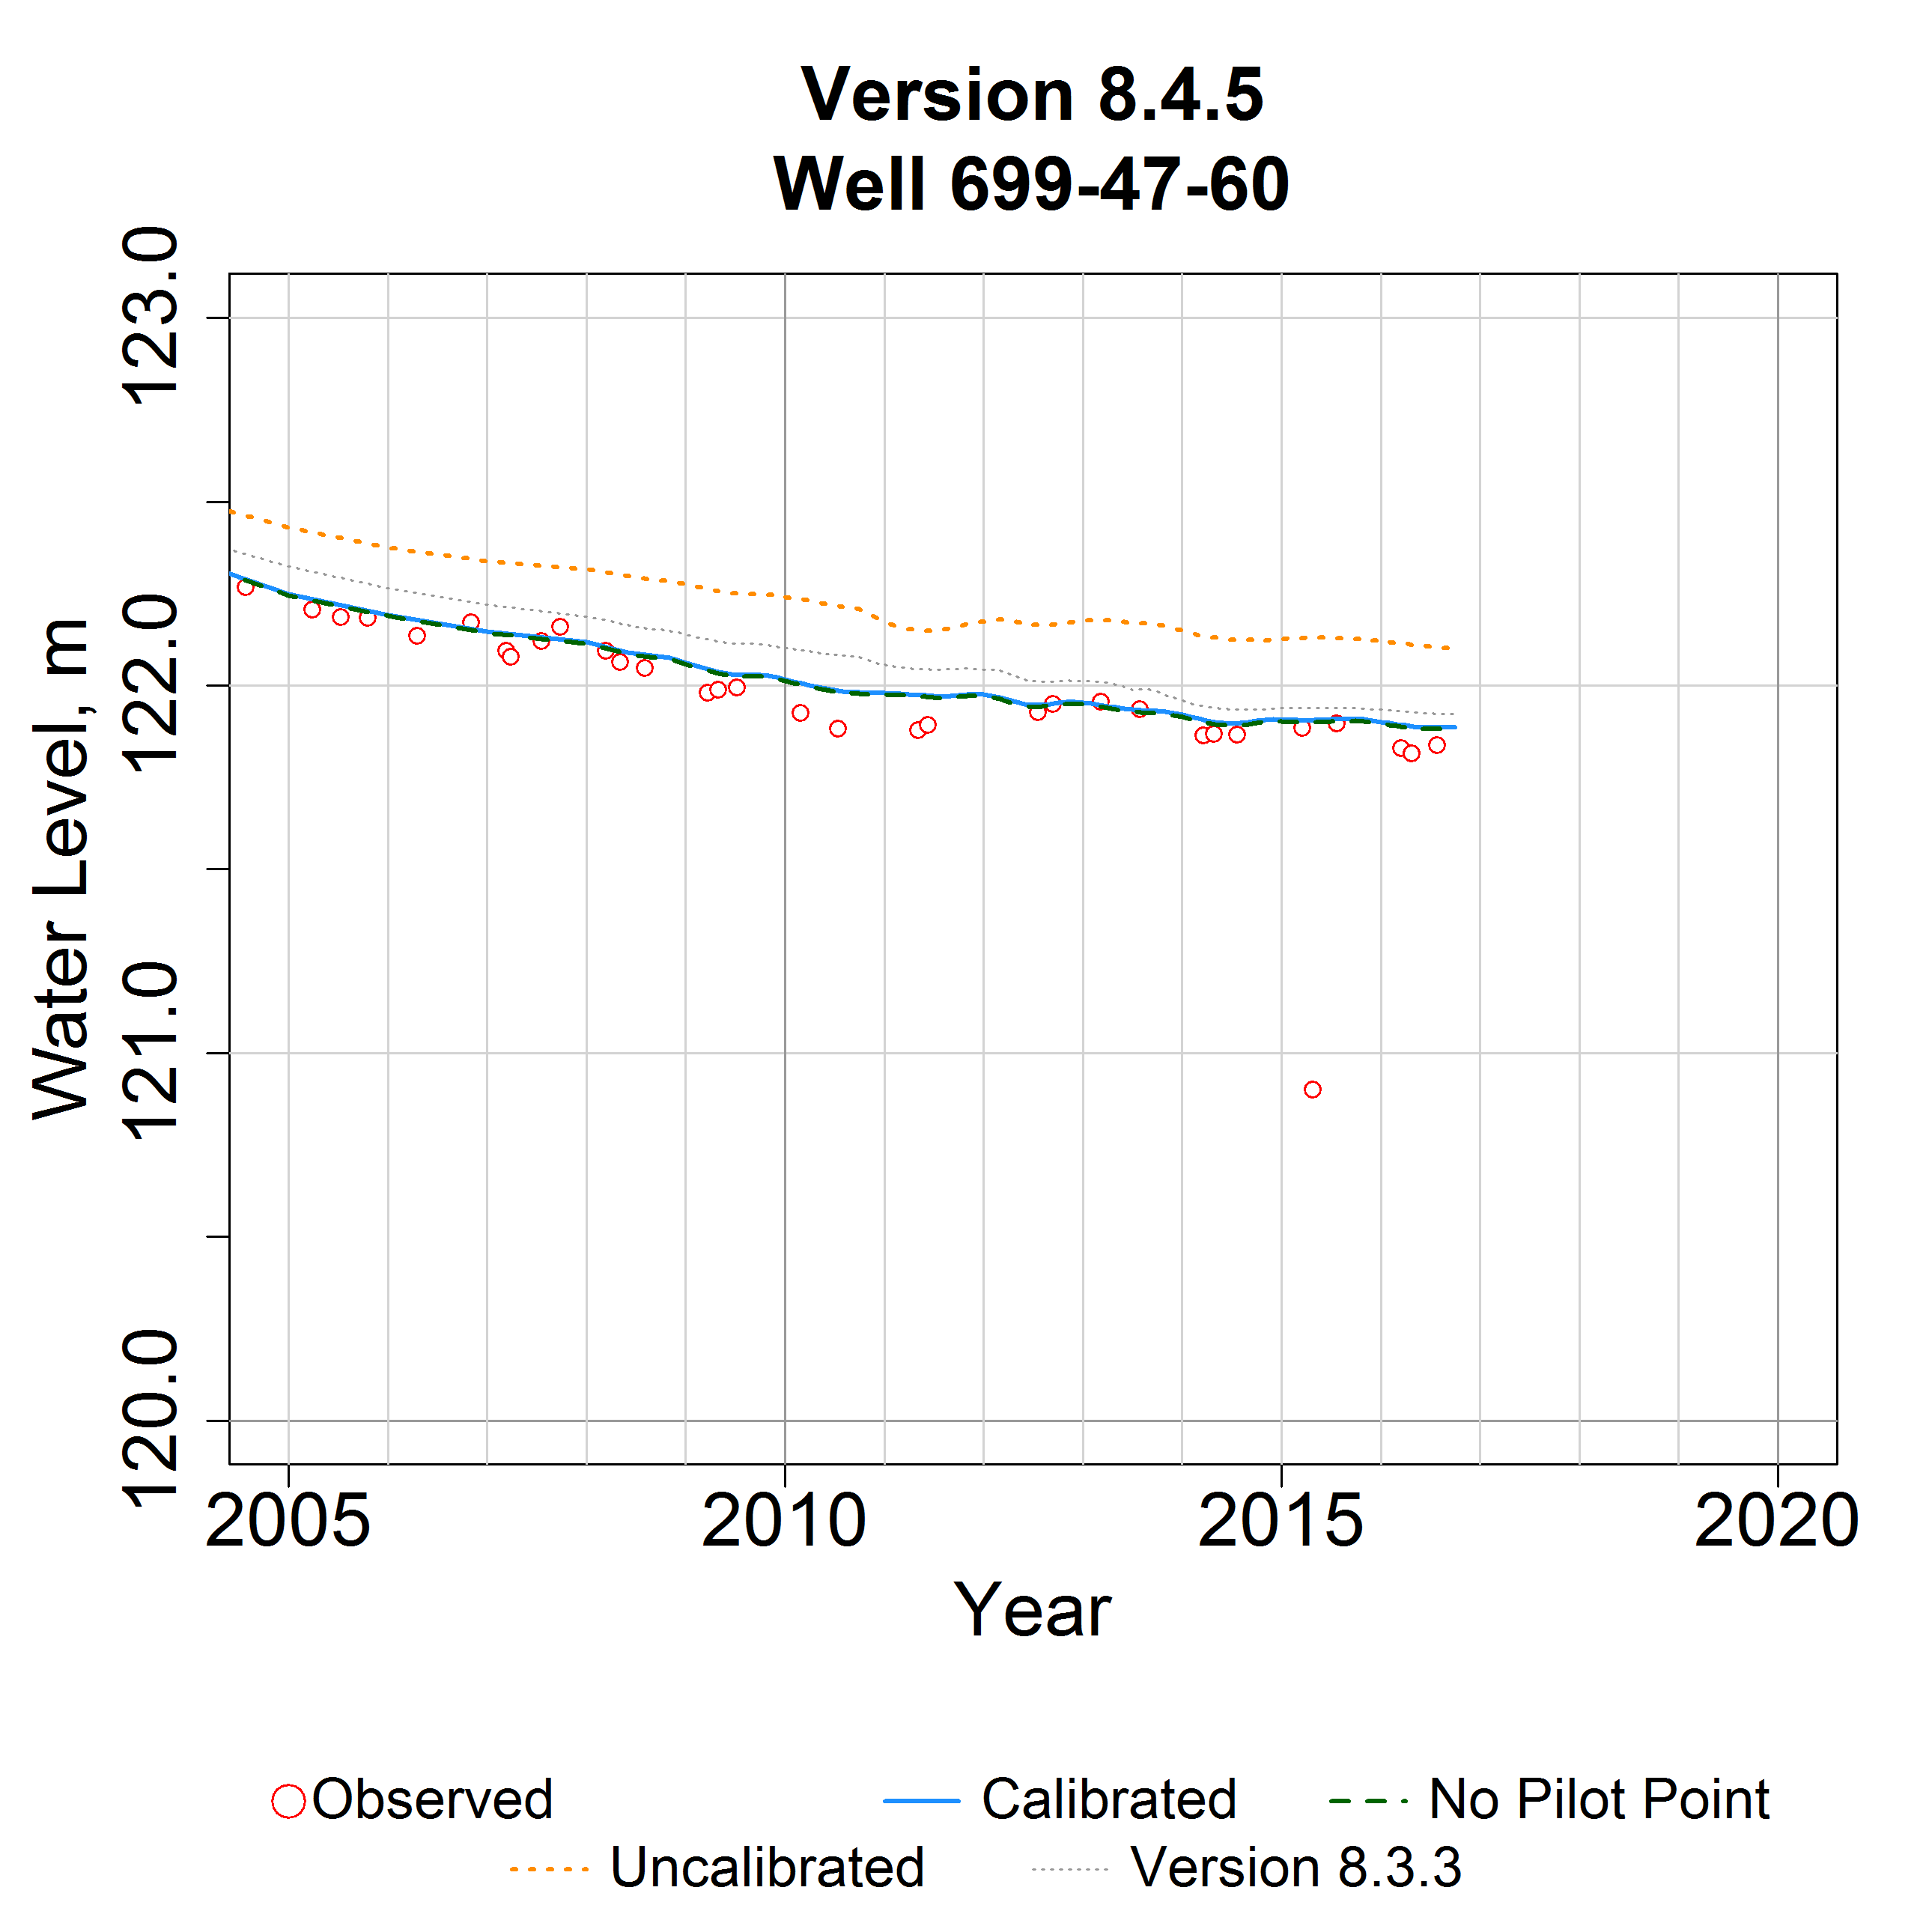 Version 8.4.5
Well 699-47-60
Water Level, m
123.0
122.0
121.0
120.0
2005 2010 2015 2020
Year
Observed Calibrated No Pilot Point
Uncalibrated Version 8.3.3